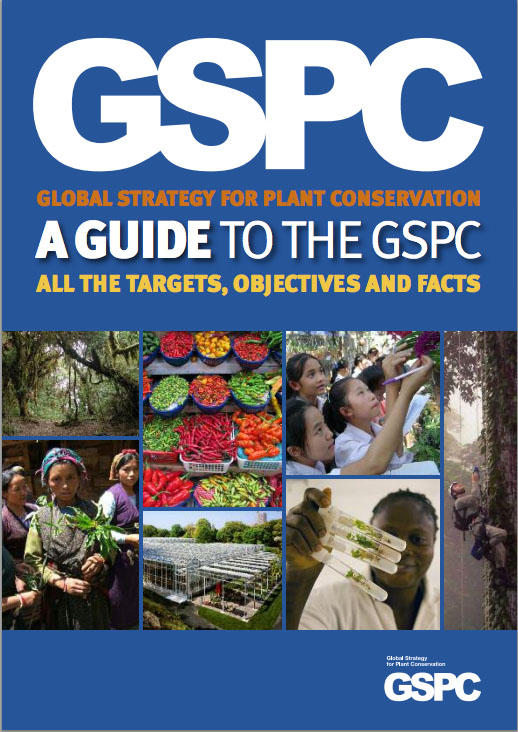 GSPC
GLOBAL STRATEGY FOR PLANT CONSERVATION
A GUIDE TO THE GSPC
ALL THE TARGETS, OBJECTIVES AND FACTS
Global Strategy
for Plant Conservation
GSPC